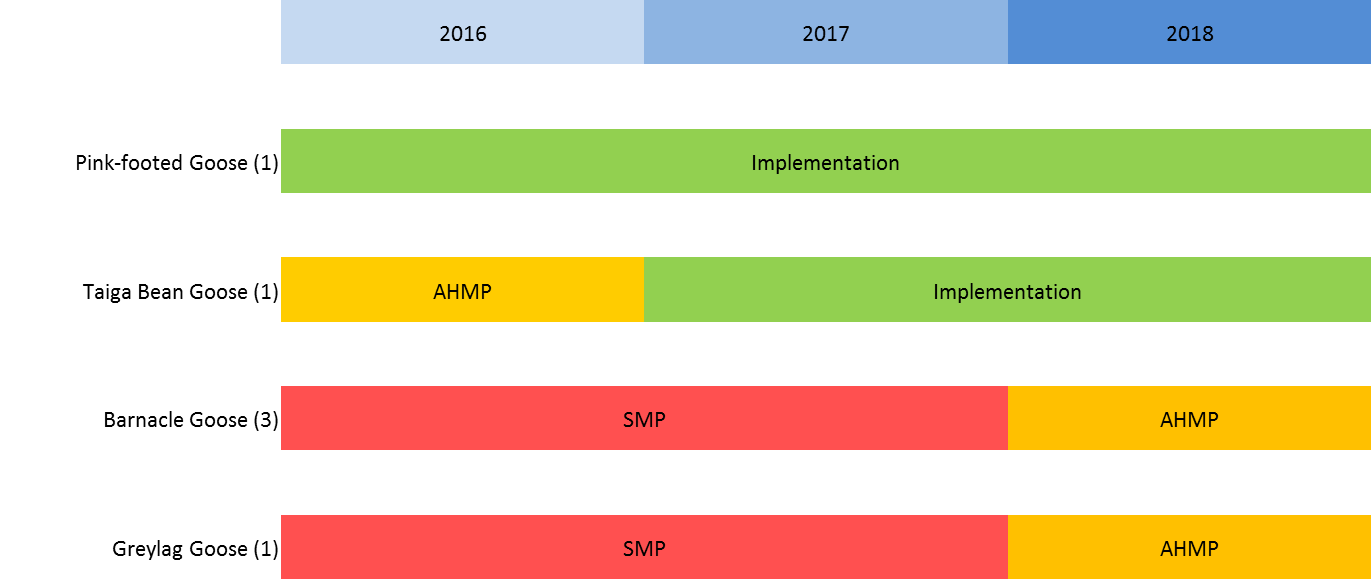 2016 2017 2018
Pink-footed Goose (1) Implementation
Taiga Bean Goose (1) AHMP Implementation
Barnacle Goose (3) SMP AHMP
Greylag Goose (1) SMP AHMP